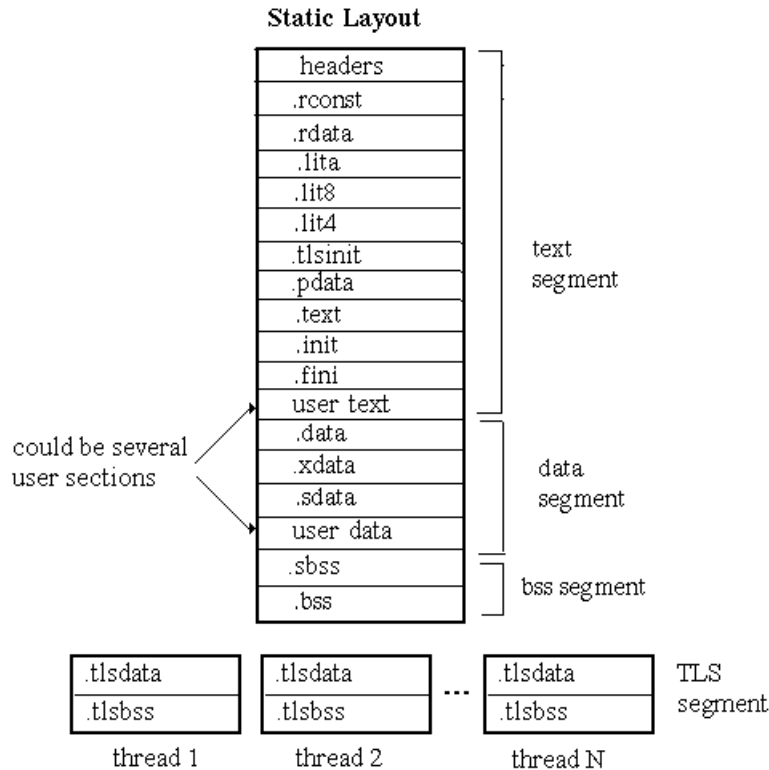 Static Layout
headers
.rconst
.rdata
.lita
.lit8
.lit4
.tlsinit
.pdata
.text
.init
.fini
user text
.data
.xdata
.sdata
user data
.sbss
.bss
text
segment
could be several
user sections
data
segment
bss segment
.tlsdata
.tlsbss
thread 1
.tlsdata
.tlsbss
thread 2
...
.tlsdata
.tlsbss
thread N
TLS
segment